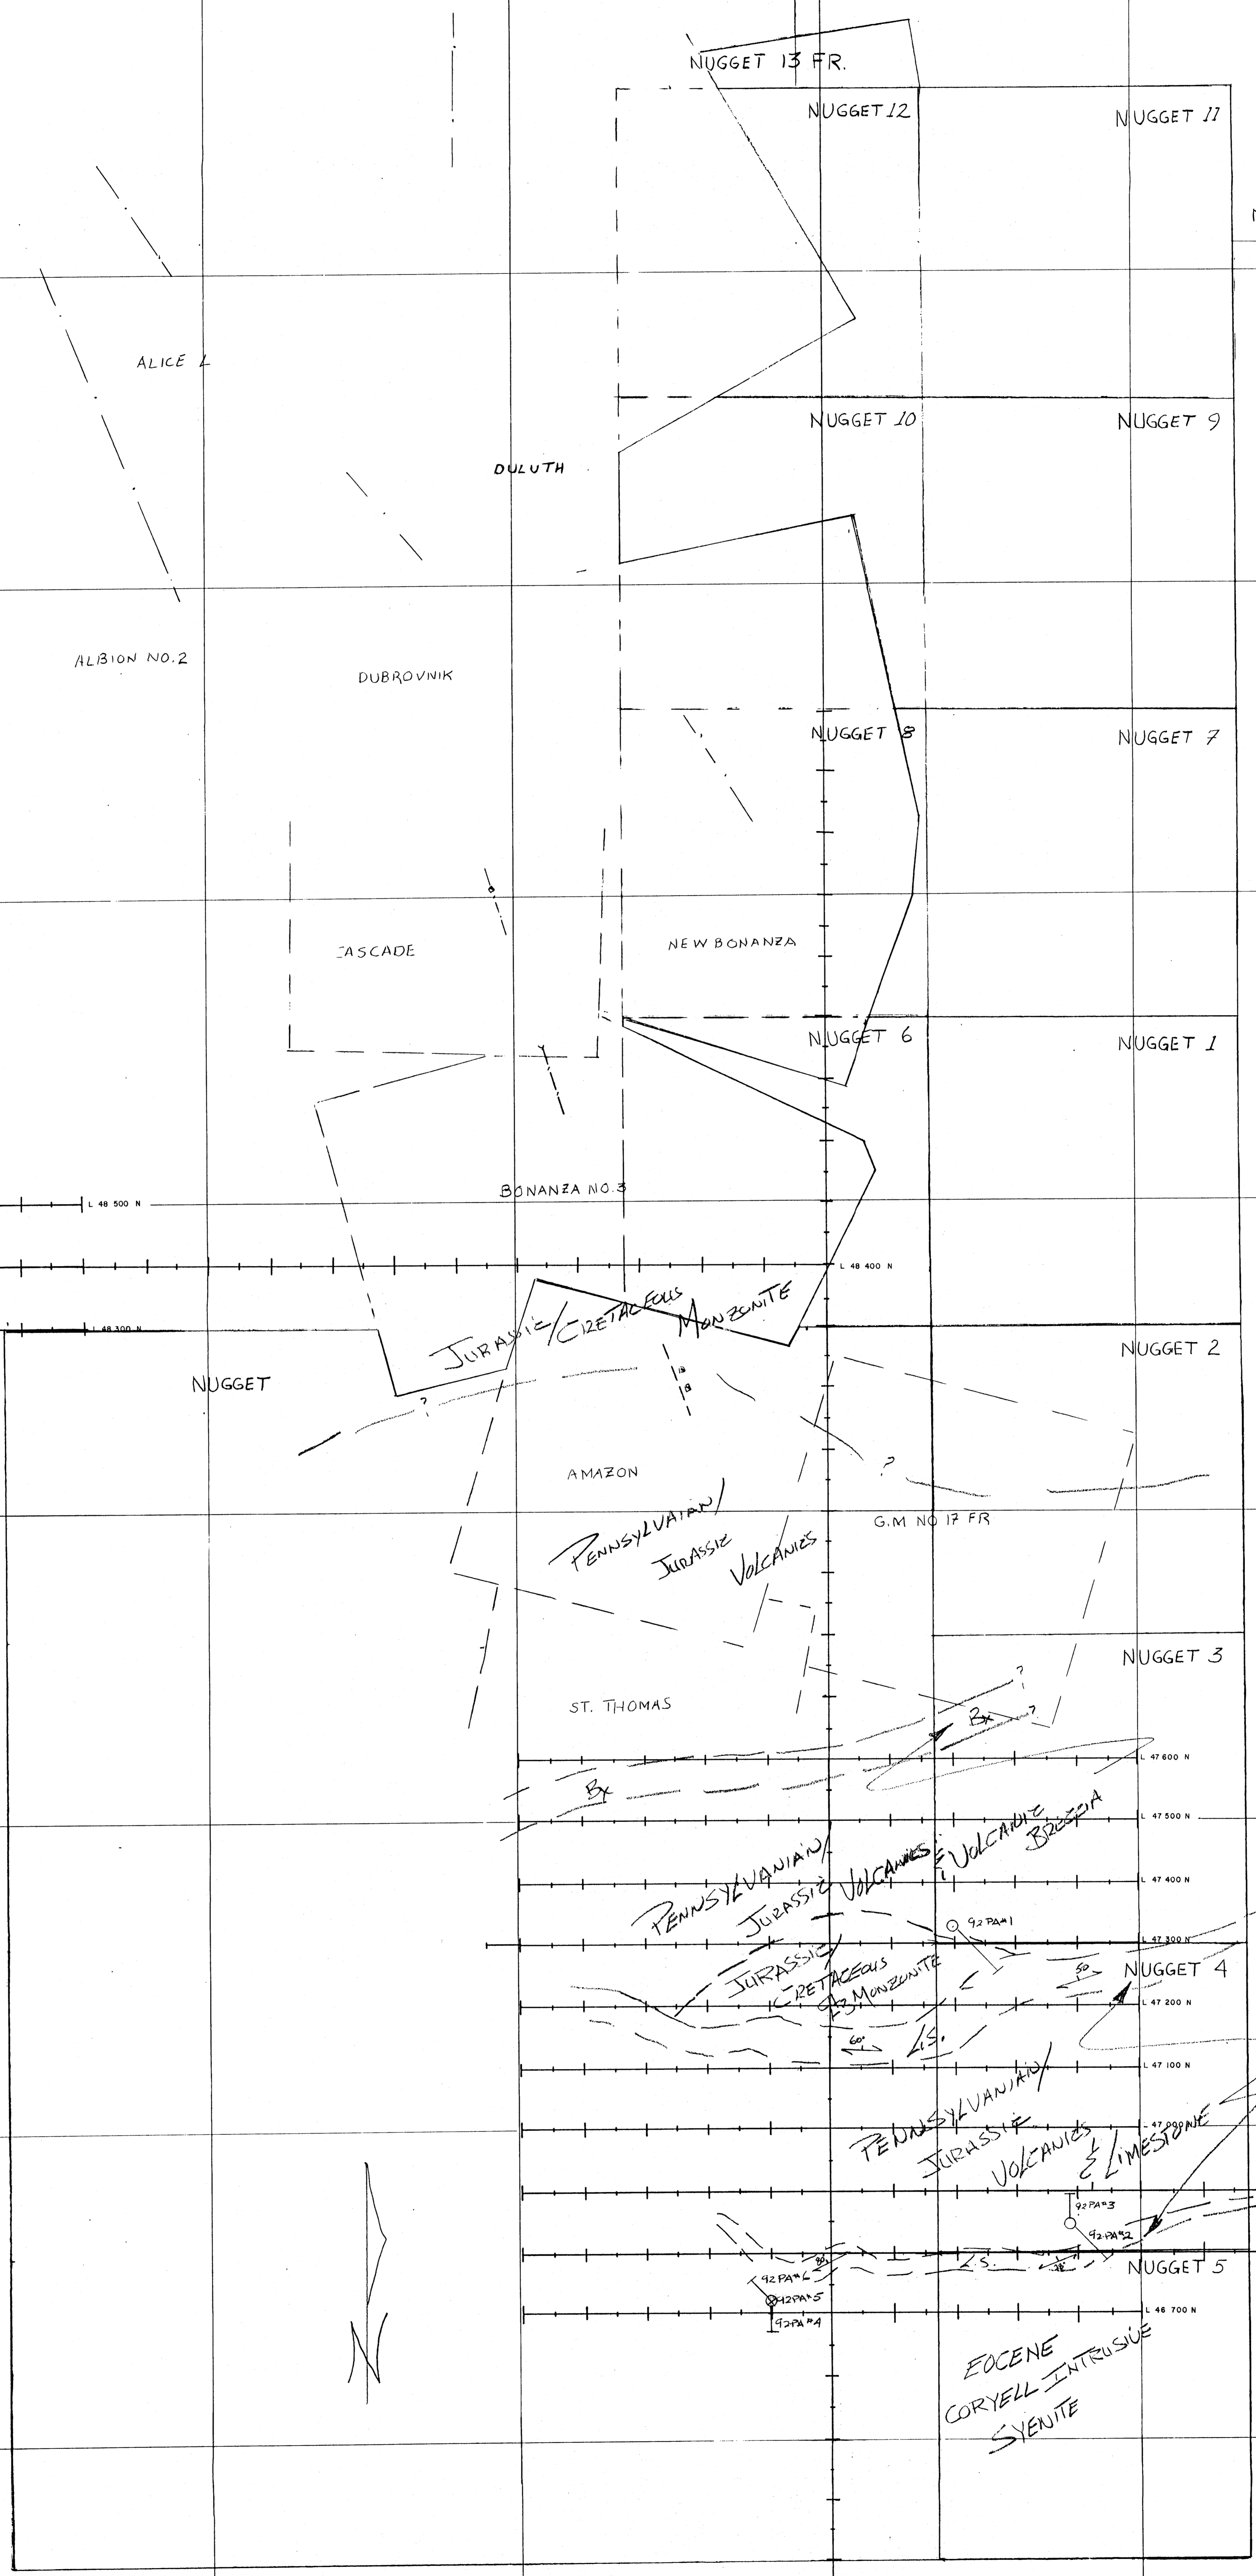 NUGGET 13 FR.
NUGGET 12
NUGGET 11
ALICE L
NUGGET 10
NUGGET 9
DULUTH
ALBION NO.2
DUBROVNIK
NUGGET 8
NUGGET 7
CASCADE
NEW BONANZA
NUGGET 6
NUGGET 1
BONANZA NO.3
L 48 500 N
L 48 400 N
L 48 300 N
JURASSIC/CRETACEOUS MONZONITE
NUGGET 2
NUGGET
?
AMAZON
?
G.M NO 17 FR
PENNSYLVAIAN/
JURASSIC
VOLCANICS
NUGGET 3
?
ST. THOMAS
Bx
?
L 47 600 N
Bx
L 47 500 N
PENNSYLVANIAN/
JURASSIC VOLCANICS & VOLCANIC
BRECCIA
L 47 400 N
92PA#1
L 47 300 N
JURASSIC/
CRETACEOUS
QTZ MONZONITE
50
NUGGET 4
L 47 200 N
60°
L.S.
L 47 100 N
PENNSYLVANIAN/
JURASSIC
VOLCANICS
& LIMESTONE
47 000 N
92PA#3
92PA#2
L.S.
NUGGET 5
92PA#6
92PA#5
92PA#4
L 46 700 N
EOCENE
CORYELL INTRUSIVE
SYENITE
N